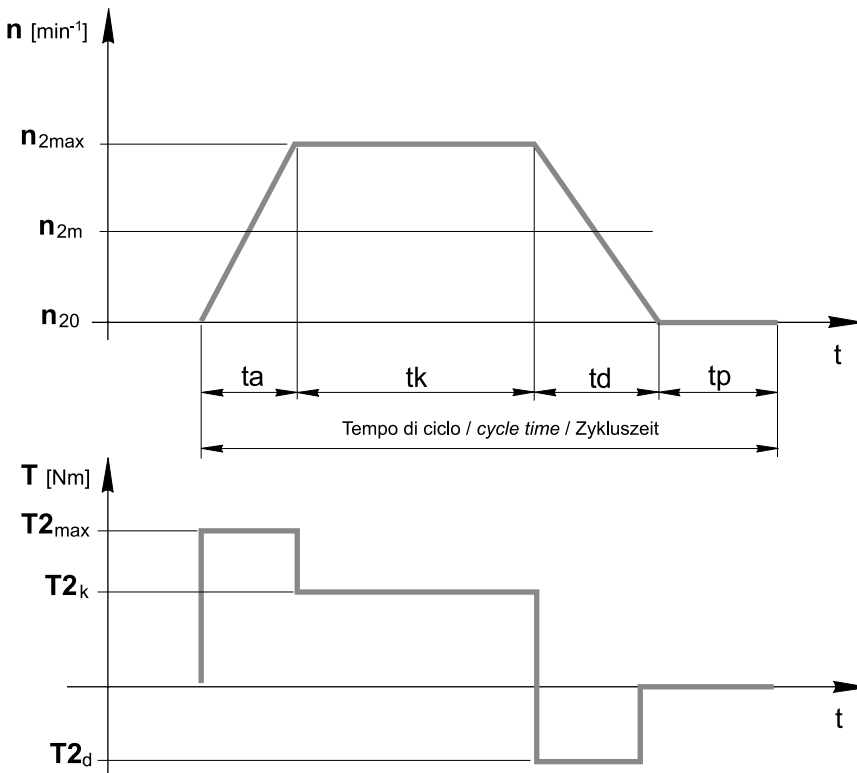 n [min⁻¹]
n2max
n2m
n20
t
ta tk td tp
Tempo di ciclo / cycle time / Zykluszeit
T [Nm]
T2max
T2k
t
T2d